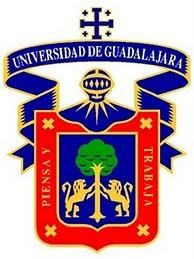 UNIVERSIDAD DE GUADALAJARA
PIENSA Y
TRABAJA